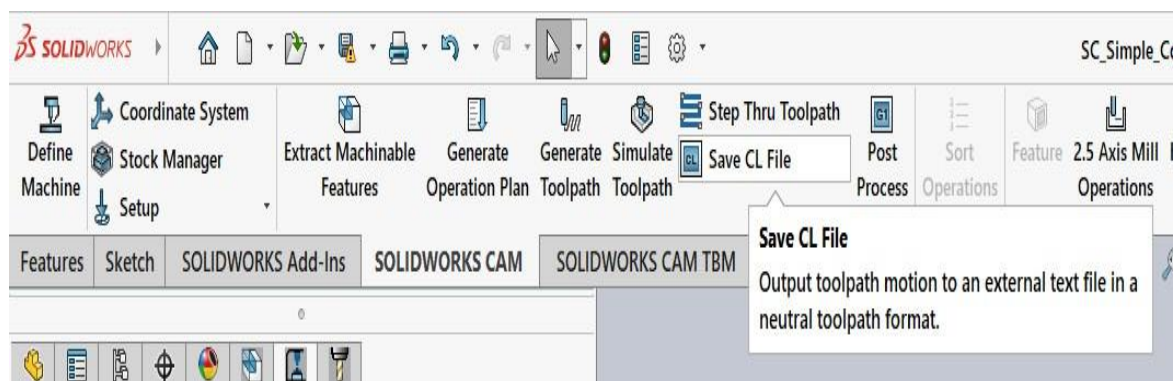 SOLIDWORKS
SC_Simple_Co
Define
Machine
Coordinate System
Stock Manager
Setup
Extract Machinable
Features
Generate
Operation Plan
Generate
Toolpath
Simulate
Toolpath
Step Thru Toolpath
CL Save CL File
G1
Post
Process
Sort
Operations
Feature
2.5 Axis Mill
Operations
Features
Sketch
SOLIDWORKS Add-Ins
SOLIDWORKS CAM
SOLIDWORKS CAM TBM
Save CL File
Output toolpath motion to an external text file in a
neutral toolpath format.